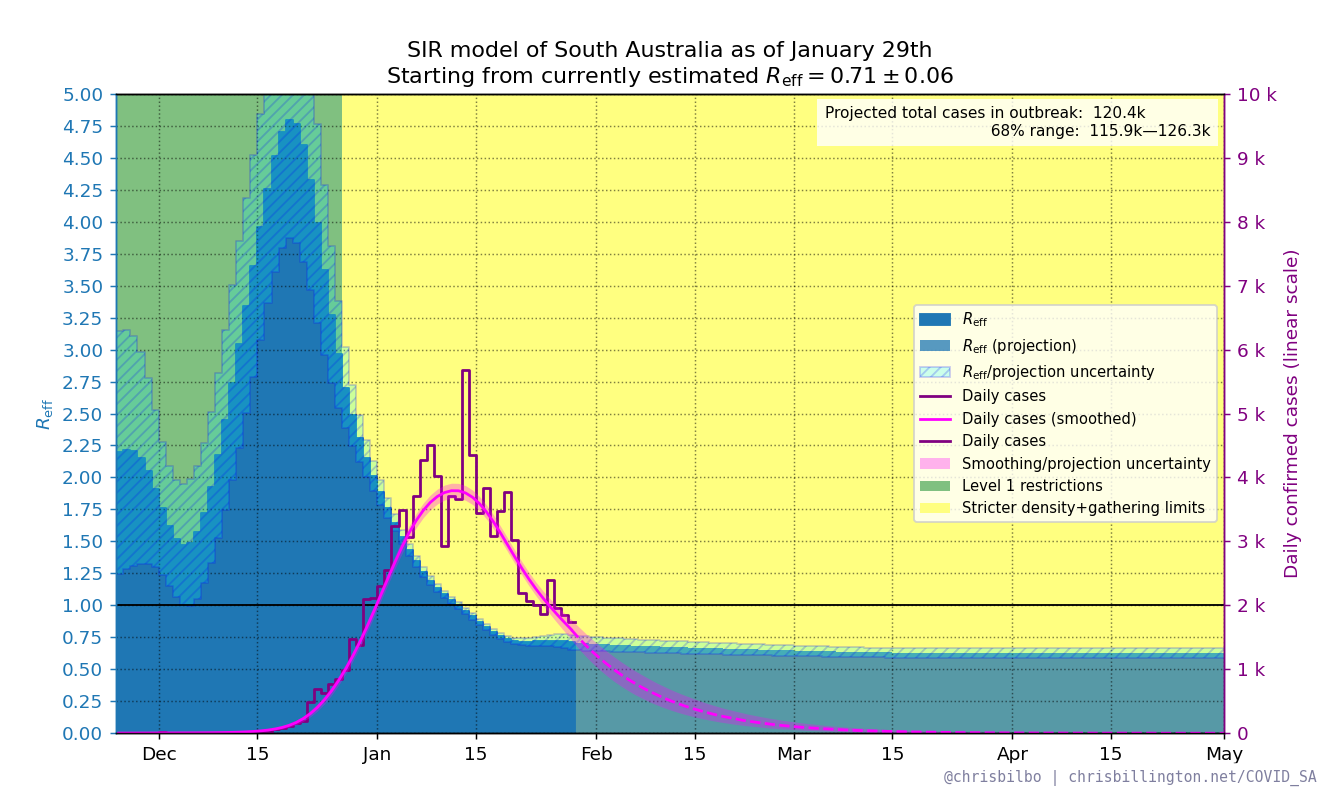 SIR model of South Australia as of January 29th
Starting from currently estimated R_eff = 0.71 ± 0.06
Projected total cases in outbreak: 120.4k
68% range: 115.9k—126.3k
5.00
4.75
4.50
4.25
4.00
3.75
3.50
3.25
3.00
2.75
2.50
2.25
2.00
1.75
1.50
1.25
1.00
0.75
0.50
0.25
0.00
R_eff
10 k
9 k
8 k
7 k
6 k
5 k
4 k
3 k
2 k
1 k
0
Daily confirmed cases (linear scale)
R_eff
R_eff (projection)
R_eff/projection uncertainty
Daily cases
Daily cases (smoothed)
Daily cases
Smoothing/projection uncertainty
Level 1 restrictions
Stricter density+gathering limits
Dec 15 Jan 15 Feb 15 Mar 15 Apr 15 May
@chrisbilbo | chrisbillington.net/COVID_SA